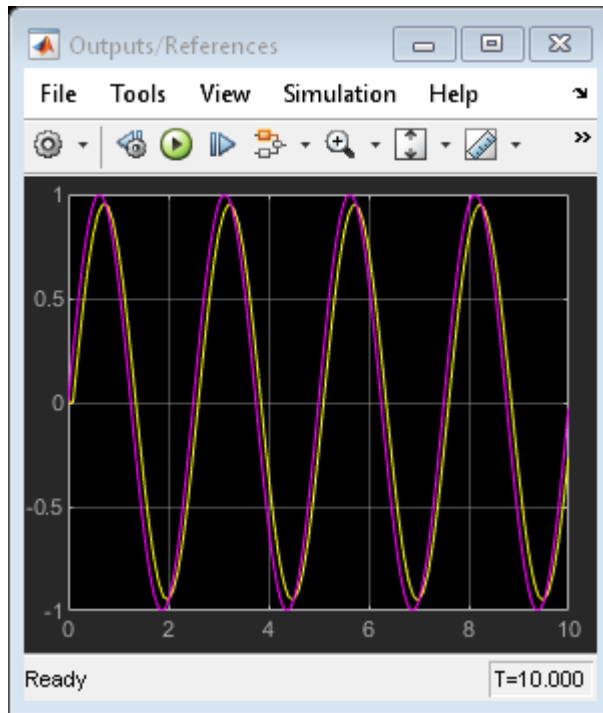 Outputs/References
File Tools View Simulation Help
1
0.5
0
-0.5
-1
0 2 4 6 8 10
Ready T=10.000